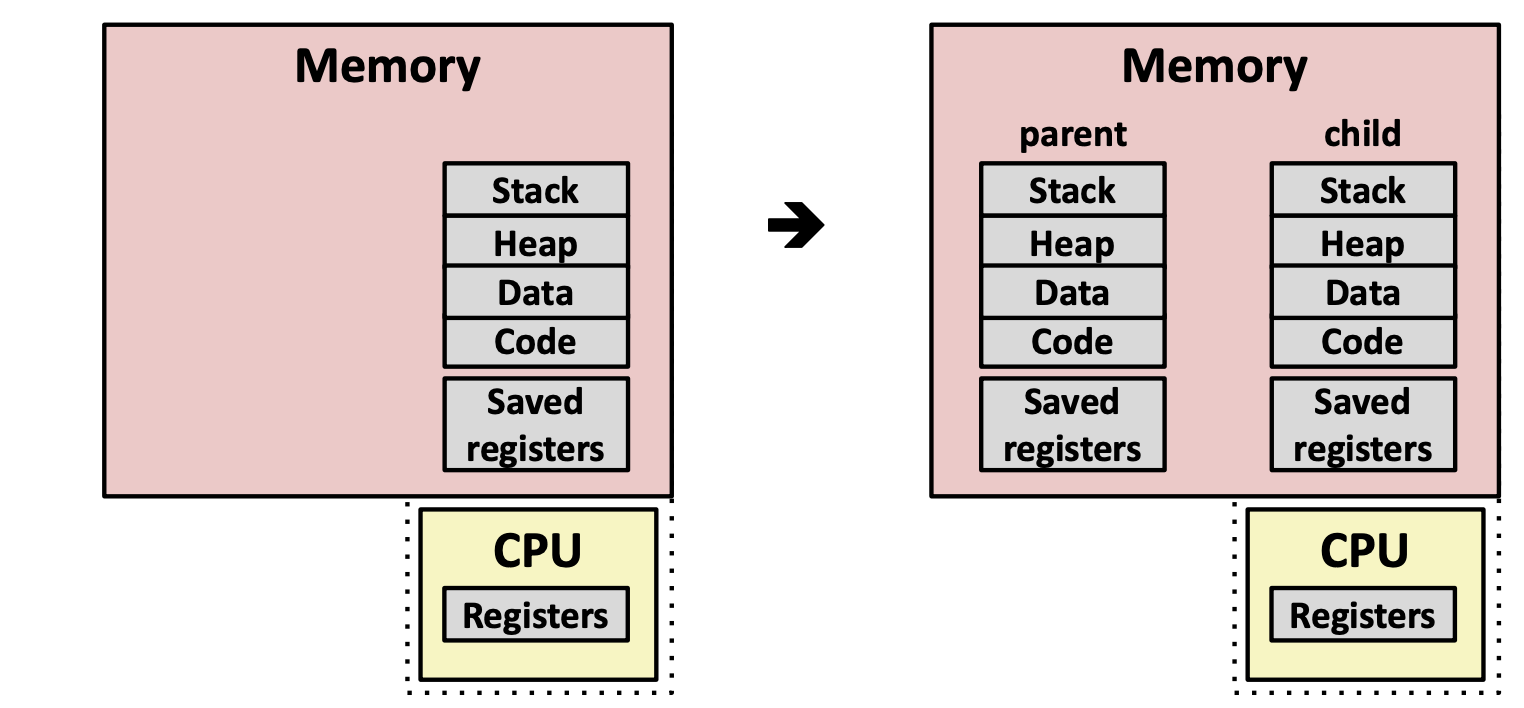 Memory
Stack
Heap
Data
Code
Saved
registers
CPU
Registers
Memory
parent
child
Stack
Heap
Data
Code
Saved
registers
Stack
Heap
Data
Code
Saved
registers
CPU
Registers